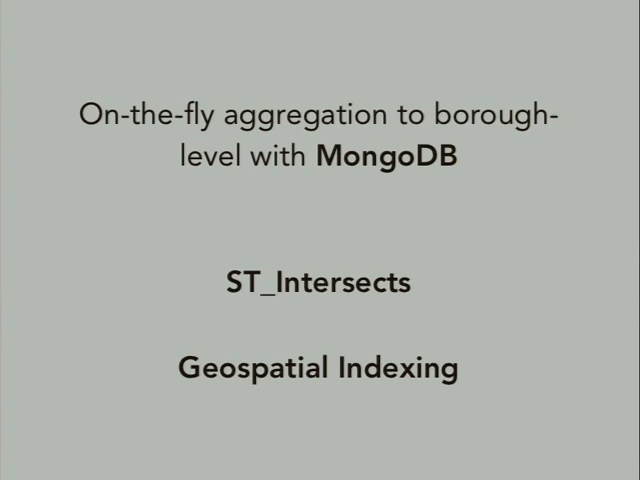 On-the-fly aggregation to borough-
level with MongoDB
ST_Intersects
Geospatial Indexing